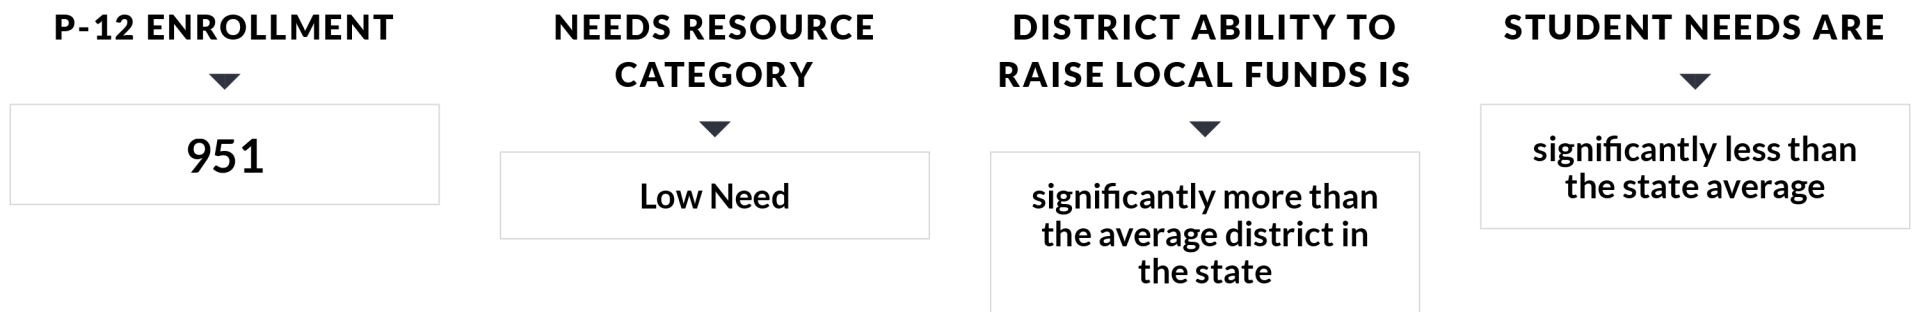 P-12 ENROLLMENT
951
NEEDS RESOURCE
CATEGORY
Low Need
DISTRICT ABILITY TO
RAISE LOCAL FUNDS IS
significantly more than
the average district in
the state
STUDENT NEEDS ARE
significantly less than
the state average